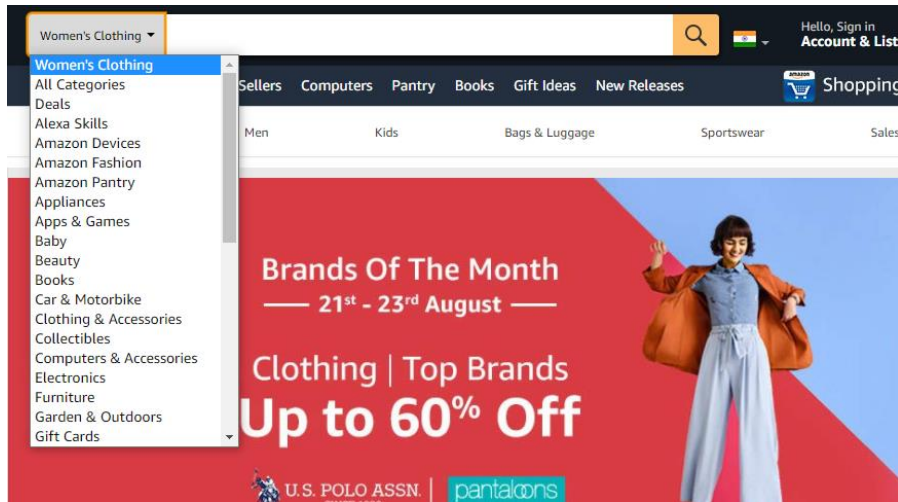 Women's Clothing
Hello, Sign in
Account & List
Women's Clothing
All Categories
Deals
Alexa Skills
Amazon Devices
Amazon Fashion
Amazon Pantry
Appliances
Apps & Games
Baby
Beauty
Books
Car & Motorbike
Clothing & Accessories
Collectibles
Computers & Accessories
Electronics
Furniture
Garden & Outdoors
Gift Cards
Sellers Computers Pantry Books Gift Ideas New Releases
amazon
Shopping
Men Kids Bags & Luggage Sportswear Sales
Brands Of The Month
21st - 23rd August
Clothing | Top Brands
Up to 60% Off
U.S. POLO ASSN. | pantaloons